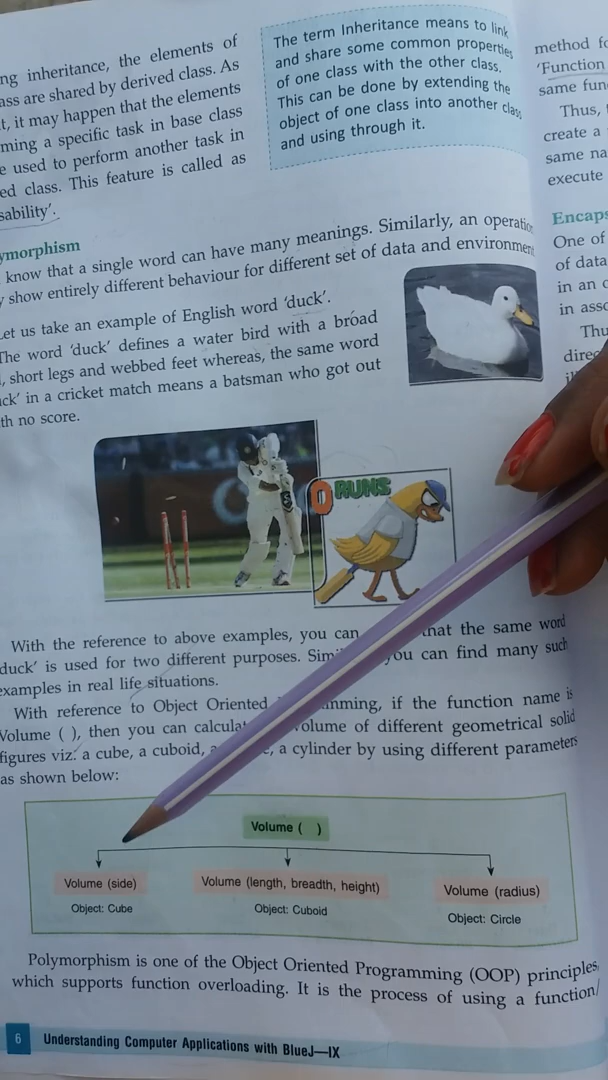 ng inheritance, the elements of
ass are shared by derived class. As
t, it may happen that the elements
ming a specific task in base class
e used to perform another task in
ed class. This feature is called as
sability'.
The term Inheritance means to link
and share some common properties
of one class with the other class.
This can be done by extending the
object of one class into another class
and using through it.
ymorphism
know that a single word can have many meanings. Similarly, an operatio
y show entirely different behaviour for different set of data and environment
Let us take an example of English word 'duck'.
The word 'duck' defines a water bird with a broad
, short legs and webbed feet whereas, the same word
ck' in a cricket match means a batsman who got out
th no score.
0 RUNS
With the reference to above examples, you can that the same word
duck' is used for two different purposes. Sim you can find many such
examples in real life situations.
With reference to Object Oriented mming, if the function name is
Volume ( ), then you can calculat volume of different geometrical solid
figures viz. a cube, a cuboid, a , a cylinder by using different parameters
as shown below:
Volume ( )
Volume (side)
Volume (length, breadth, height)
Volume (radius)
Object: Cube
Object: Cuboid
Object: Circle
Polymorphism is one of the Object Oriented Programming (OOP) principles,
which supports function overloading. It is the process of using a function/
6 Understanding Computer Applications with BlueJ—IX
method fo
'Function
same fun
Thus,
create a
same na
execute
Encaps
One of
of data
in an
in asso
Thu
direc